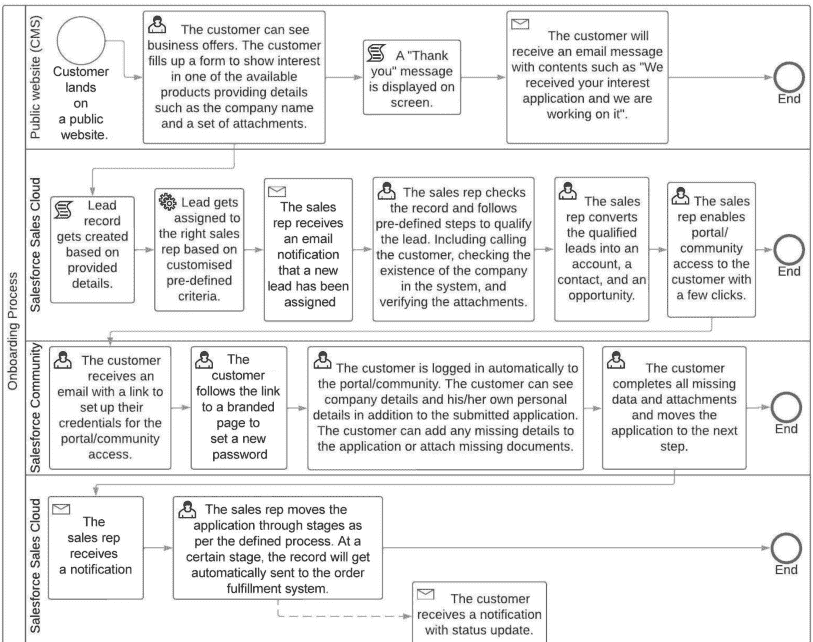 Onboarding Process
Public website (CMS)
Customer
lands
on
a public
website.
The customer can see
business offers. The customer
fills up a form to show interest
in one of the available
products providing details
such as the company name
and a set of attachments.
A "Thank
you" message
is displayed on
screen.
The customer will
receive an email message
with contents such as "We
received your interest
application and we are
working on it".
End
Salesforce Sales Cloud
Lead
record
gets created
based on
provided
details.
Lead gets
assigned to
the right sales
rep based on
customised
pre-defined
criteria.
The sales
rep receives
an email
notification
that a new
lead has been
assigned
The sales rep checks
the record and follows
pre-defined steps to qualify
the lead. Including calling
the customer, checking the
existence of the company
in the system, and
verifying the attachments.
The sales
rep converts
the qualified
leads into an
account, a
contact, and an
opportunity.
The sales
rep enables
portal/
community
access to the
customer with
a few clicks.
End
Salesforce Community
The customer
receives an
email with a link to
set up their
credentials for the
portal/community
access.
The
customer
follows the link
to a branded
page to
set a new
password
The customer is logged in automatically to
the portal/community. The customer can see
company details and his/her own personal
details in addition to the submitted application.
The customer can add any missing details to
the application or attach missing documents.
The customer
completes all missing
data and attachments
and moves the
application to the next
step.
End
Salesforce Sales Cloud
The
sales rep
receives
a notification
The sales rep moves the
application through stages as
per the defined process. At a
certain stage, the record will get
automatically sent to the order
fulfillment system.
End
The customer
receives a notification
with status update.